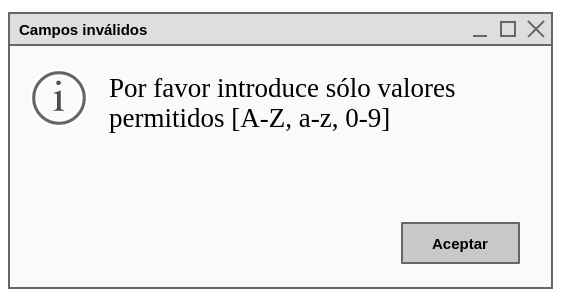 Campos inválidos
Por favor introduce sólo valores
permitidos [A-Z, a-z, 0-9]
Aceptar